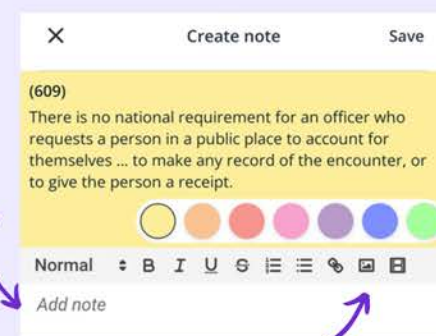 Create note Save
(609)
There is no national requirement for an officer who
requests a person in a public place to account for
themselves ... to make any record of the encounter, or
to give the person a receipt.
Normal B I U S
Add note